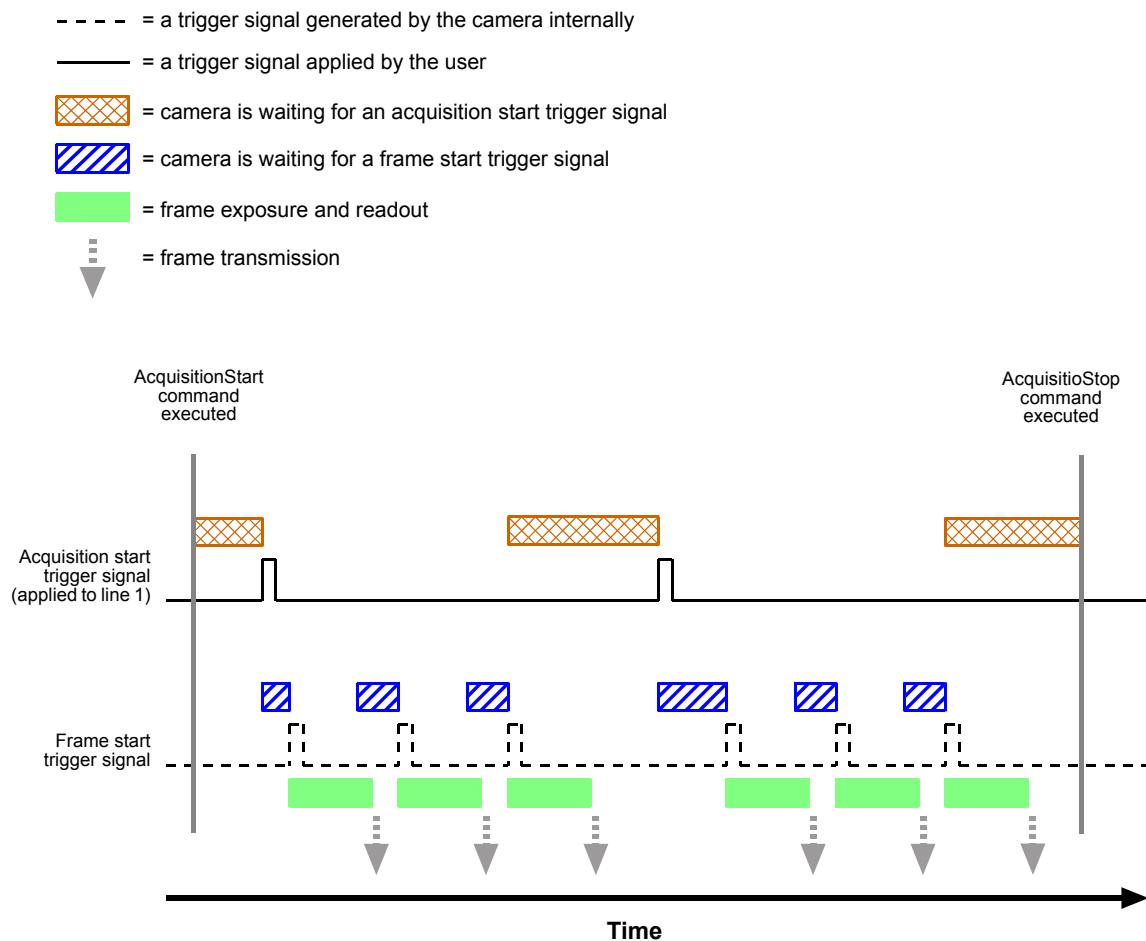 = a trigger signal generated by the camera internally
= a trigger signal applied by the user
= camera is waiting for an acquisition start trigger signal
= camera is waiting for a frame start trigger signal
= frame exposure and readout
= frame transmission
AcquisitionStart
command
executed
AcquisitioStop
command
executed
Acquisition start
trigger signal
(applied to line 1)
Frame start
trigger signal
Time